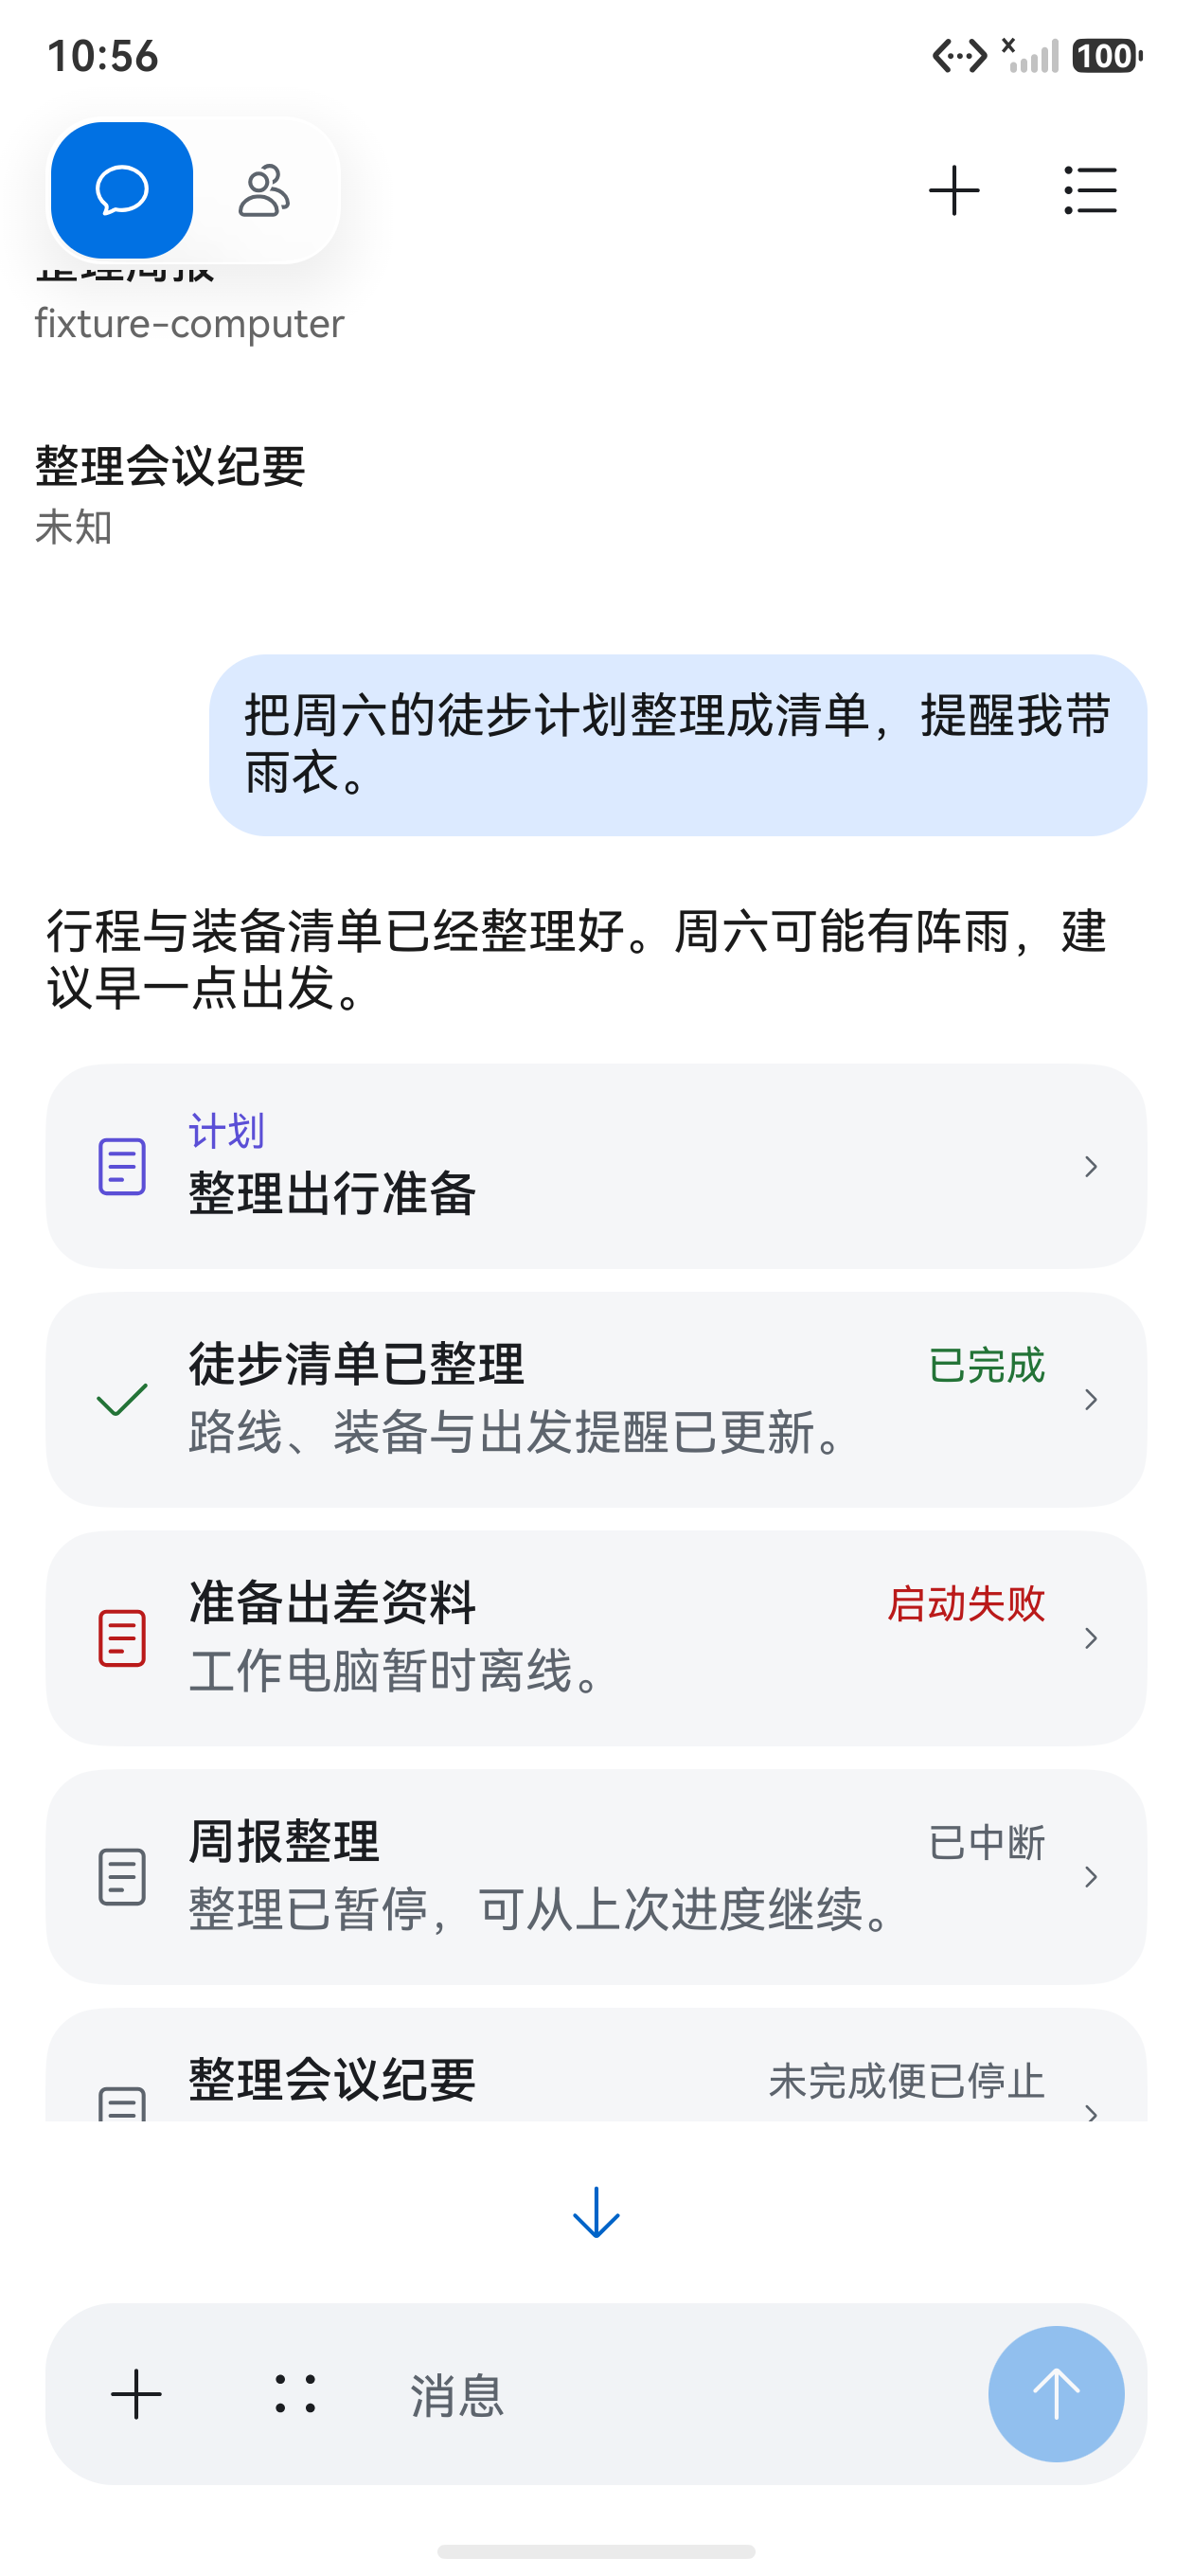 10:56
100
整理周报
fixture-computer
整理会议纪要
未知
把周六的徒步计划整理成清单，提醒我带
雨衣。
行程与装备清单已经整理好。周六可能有阵雨，建
议早一点出发。
计划
整理出行准备
徒步清单已整理
已完成
路线、装备与出发提醒已更新。
准备出差资料
启动失败
工作电脑暂时离线。
周报整理
已中断
整理已暂停，可从上次进度继续。
整理会议纪要
未完成便已停止
消息